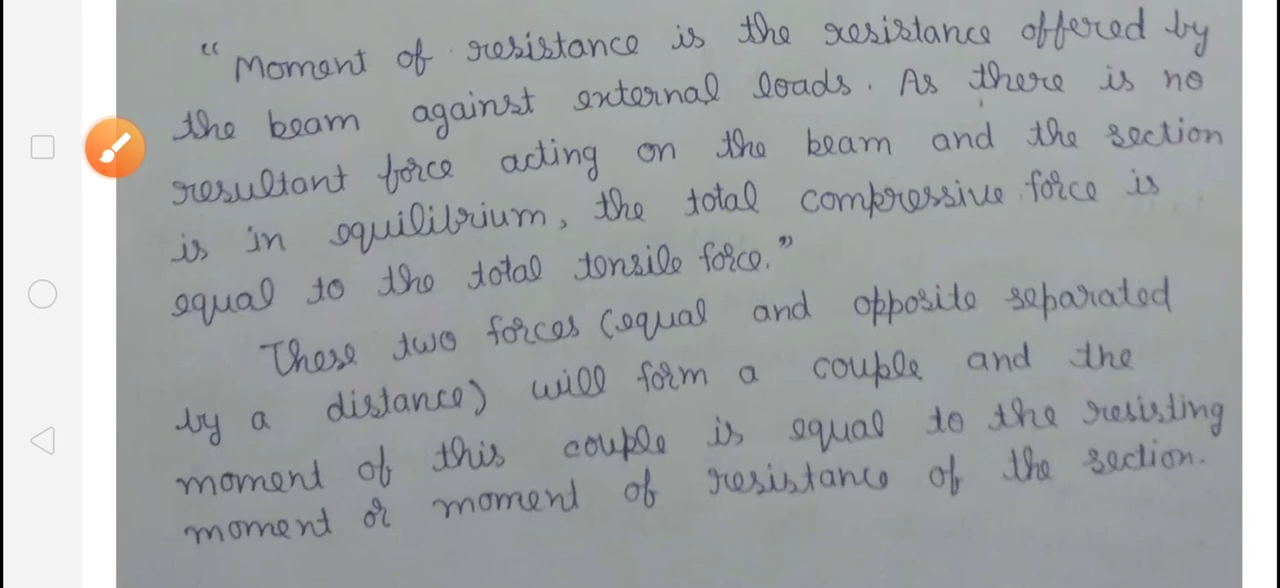 "Moment of resistance is the resistance offered by
the beam against external loads. As there is no
resultant force acting on the beam and the section
is in equilibrium, the total compressive force is
equal to the total tensile force."
These two forces (equal and opposite separated
by a distance) will form a couple and the
moment of this couple is equal to the resisting
moment or moment of resistance of the section.